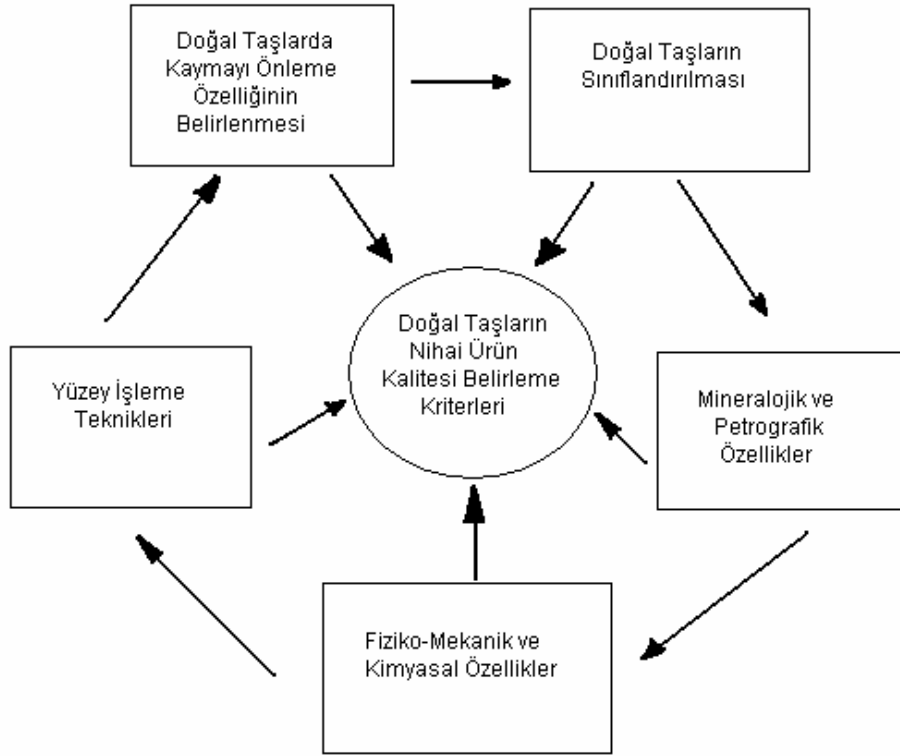 Doğal Taşlarda
Kaymayı Önleme
Özelliğinin
Belirlenmesi
Doğal Taşların
Sınıflandırılması
Doğal Taşların
Nihai Ürün
Kalitesi Belirleme
Kriterleri
Yüzey İşleme
Teknikleri
Mineralojik ve
Petrografik
Özellikler
Fiziko-Mekanik ve
Kimyasal Özellikler